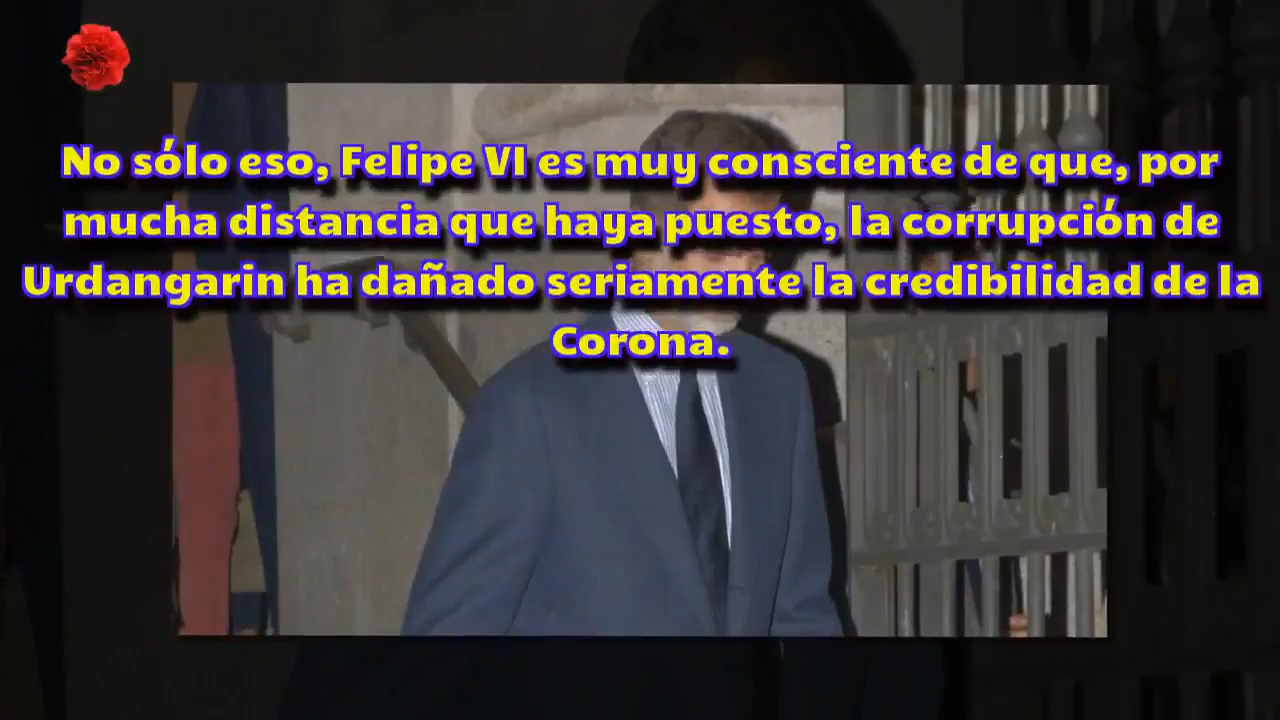 No sólo eso, Felipe VI es muy consciente de que, por
mucha distancia que haya puesto, la corrupción de
Urdangarin ha dañado seriamente la credibilidad de la
Corona.